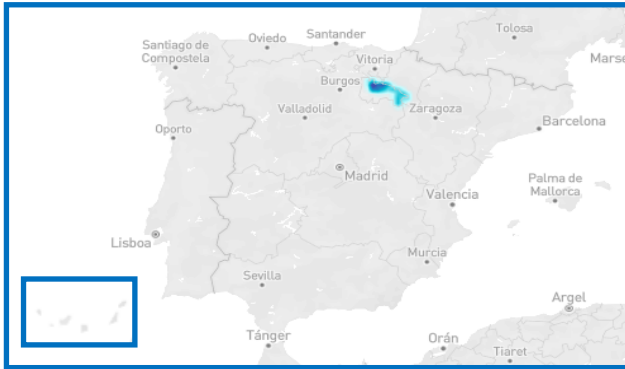 Tolosa
Santander
Oviedo
Santiago de
Compostela
Vitoria
Marse
Burgos
Valladolid
Zaragoza
Barcelona
Oporto
Madrid
Palma de
Mallorca
Valencia
Lisboa
Murcia
Sevilla
Argel
Tánger
Orán
Tiaret